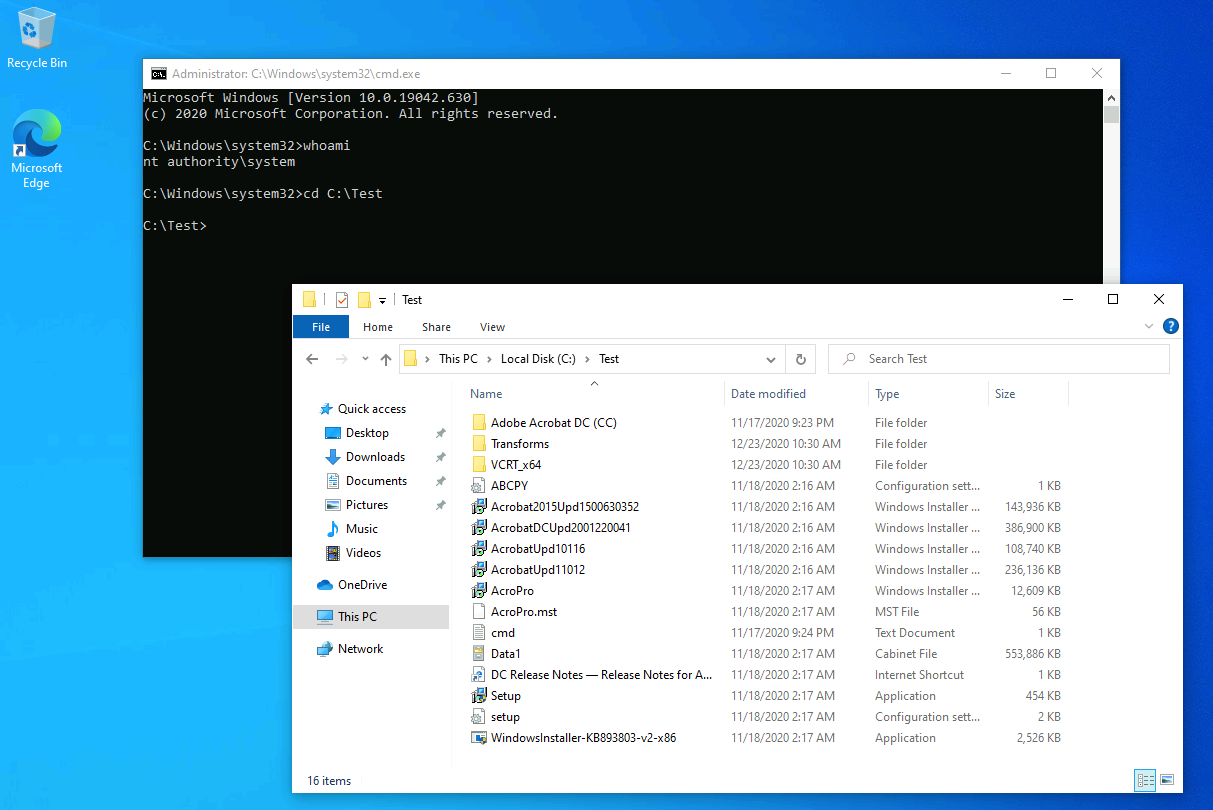 Recycle Bin
Microsoft
Edge
Administrator: C:\Windows\system32\cmd.exe
Microsoft Windows [Version 10.0.19042.630]
(c) 2020 Microsoft Corporation. All rights reserved.
C:\Windows\system32>whoami
nt authority\system
C:\Windows\system32>cd C:\Test
C:\Test>
Test
File Home Share View
This PC Local Disk (C:) Test Search Test
Quick access
Desktop
Downloads
Documents
Pictures
Music
Videos
OneDrive
This PC
Network
Name Date modified Type Size
Adobe Acrobat DC (CC) 11/17/2020 9:23 PM File folder
Transforms 12/23/2020 10:30 AM File folder
VCRT_x64 12/23/2020 10:30 AM File folder
ABCPY 11/18/2020 2:16 AM Configuration sett... 1 KB
Acrobat2015Upd1500630352 11/18/2020 2:16 AM Windows Installer ... 143,936 KB
AcrobatDCUpd2001220041 11/18/2020 2:16 AM Windows Installer ... 386,900 KB
AcrobatUpd10116 11/18/2020 2:16 AM Windows Installer ... 108,740 KB
AcrobatUpd11012 11/18/2020 2:16 AM Windows Installer ... 236,136 KB
AcroPro 11/18/2020 2:17 AM Windows Installer ... 12,609 KB
AcroPro.mst 11/18/2020 2:17 AM MST File 56 KB
cmd 11/17/2020 9:24 PM Text Document 1 KB
Data1 11/18/2020 2:17 AM Cabinet File 553,886 KB
DC Release Notes — Release Notes for A... 11/18/2020 2:17 AM Internet Shortcut 1 KB
Setup 11/18/2020 2:17 AM Application 454 KB
setup 11/18/2020 2:17 AM Configuration sett... 2 KB
WindowsInstaller-KB893803-v2-x86 11/18/2020 2:17 AM Application 2,526 KB
16 items